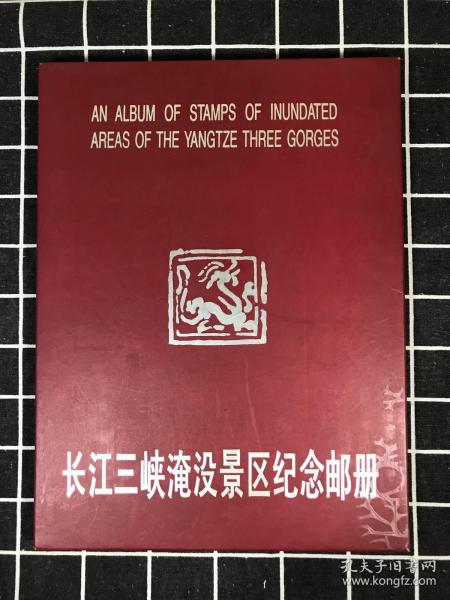 AN ALBUM OF STAMPS OF INUNDATED
AREAS OF THE YANGTZE THREE GORGES
长江三峡淹没景区纪念邮册
孔夫子旧书网
www.kongfz.com